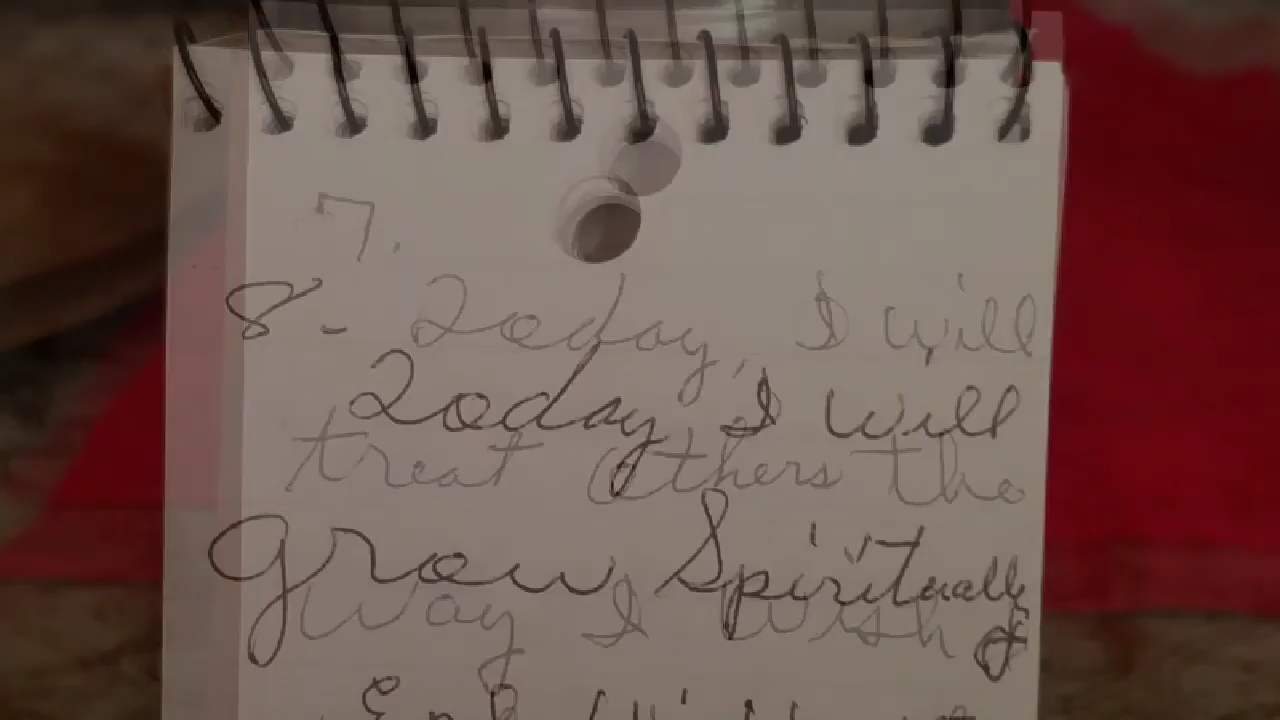 7.
8- Today, I will
Today I will
treat others the
grow Spiritually
Way I wish
&